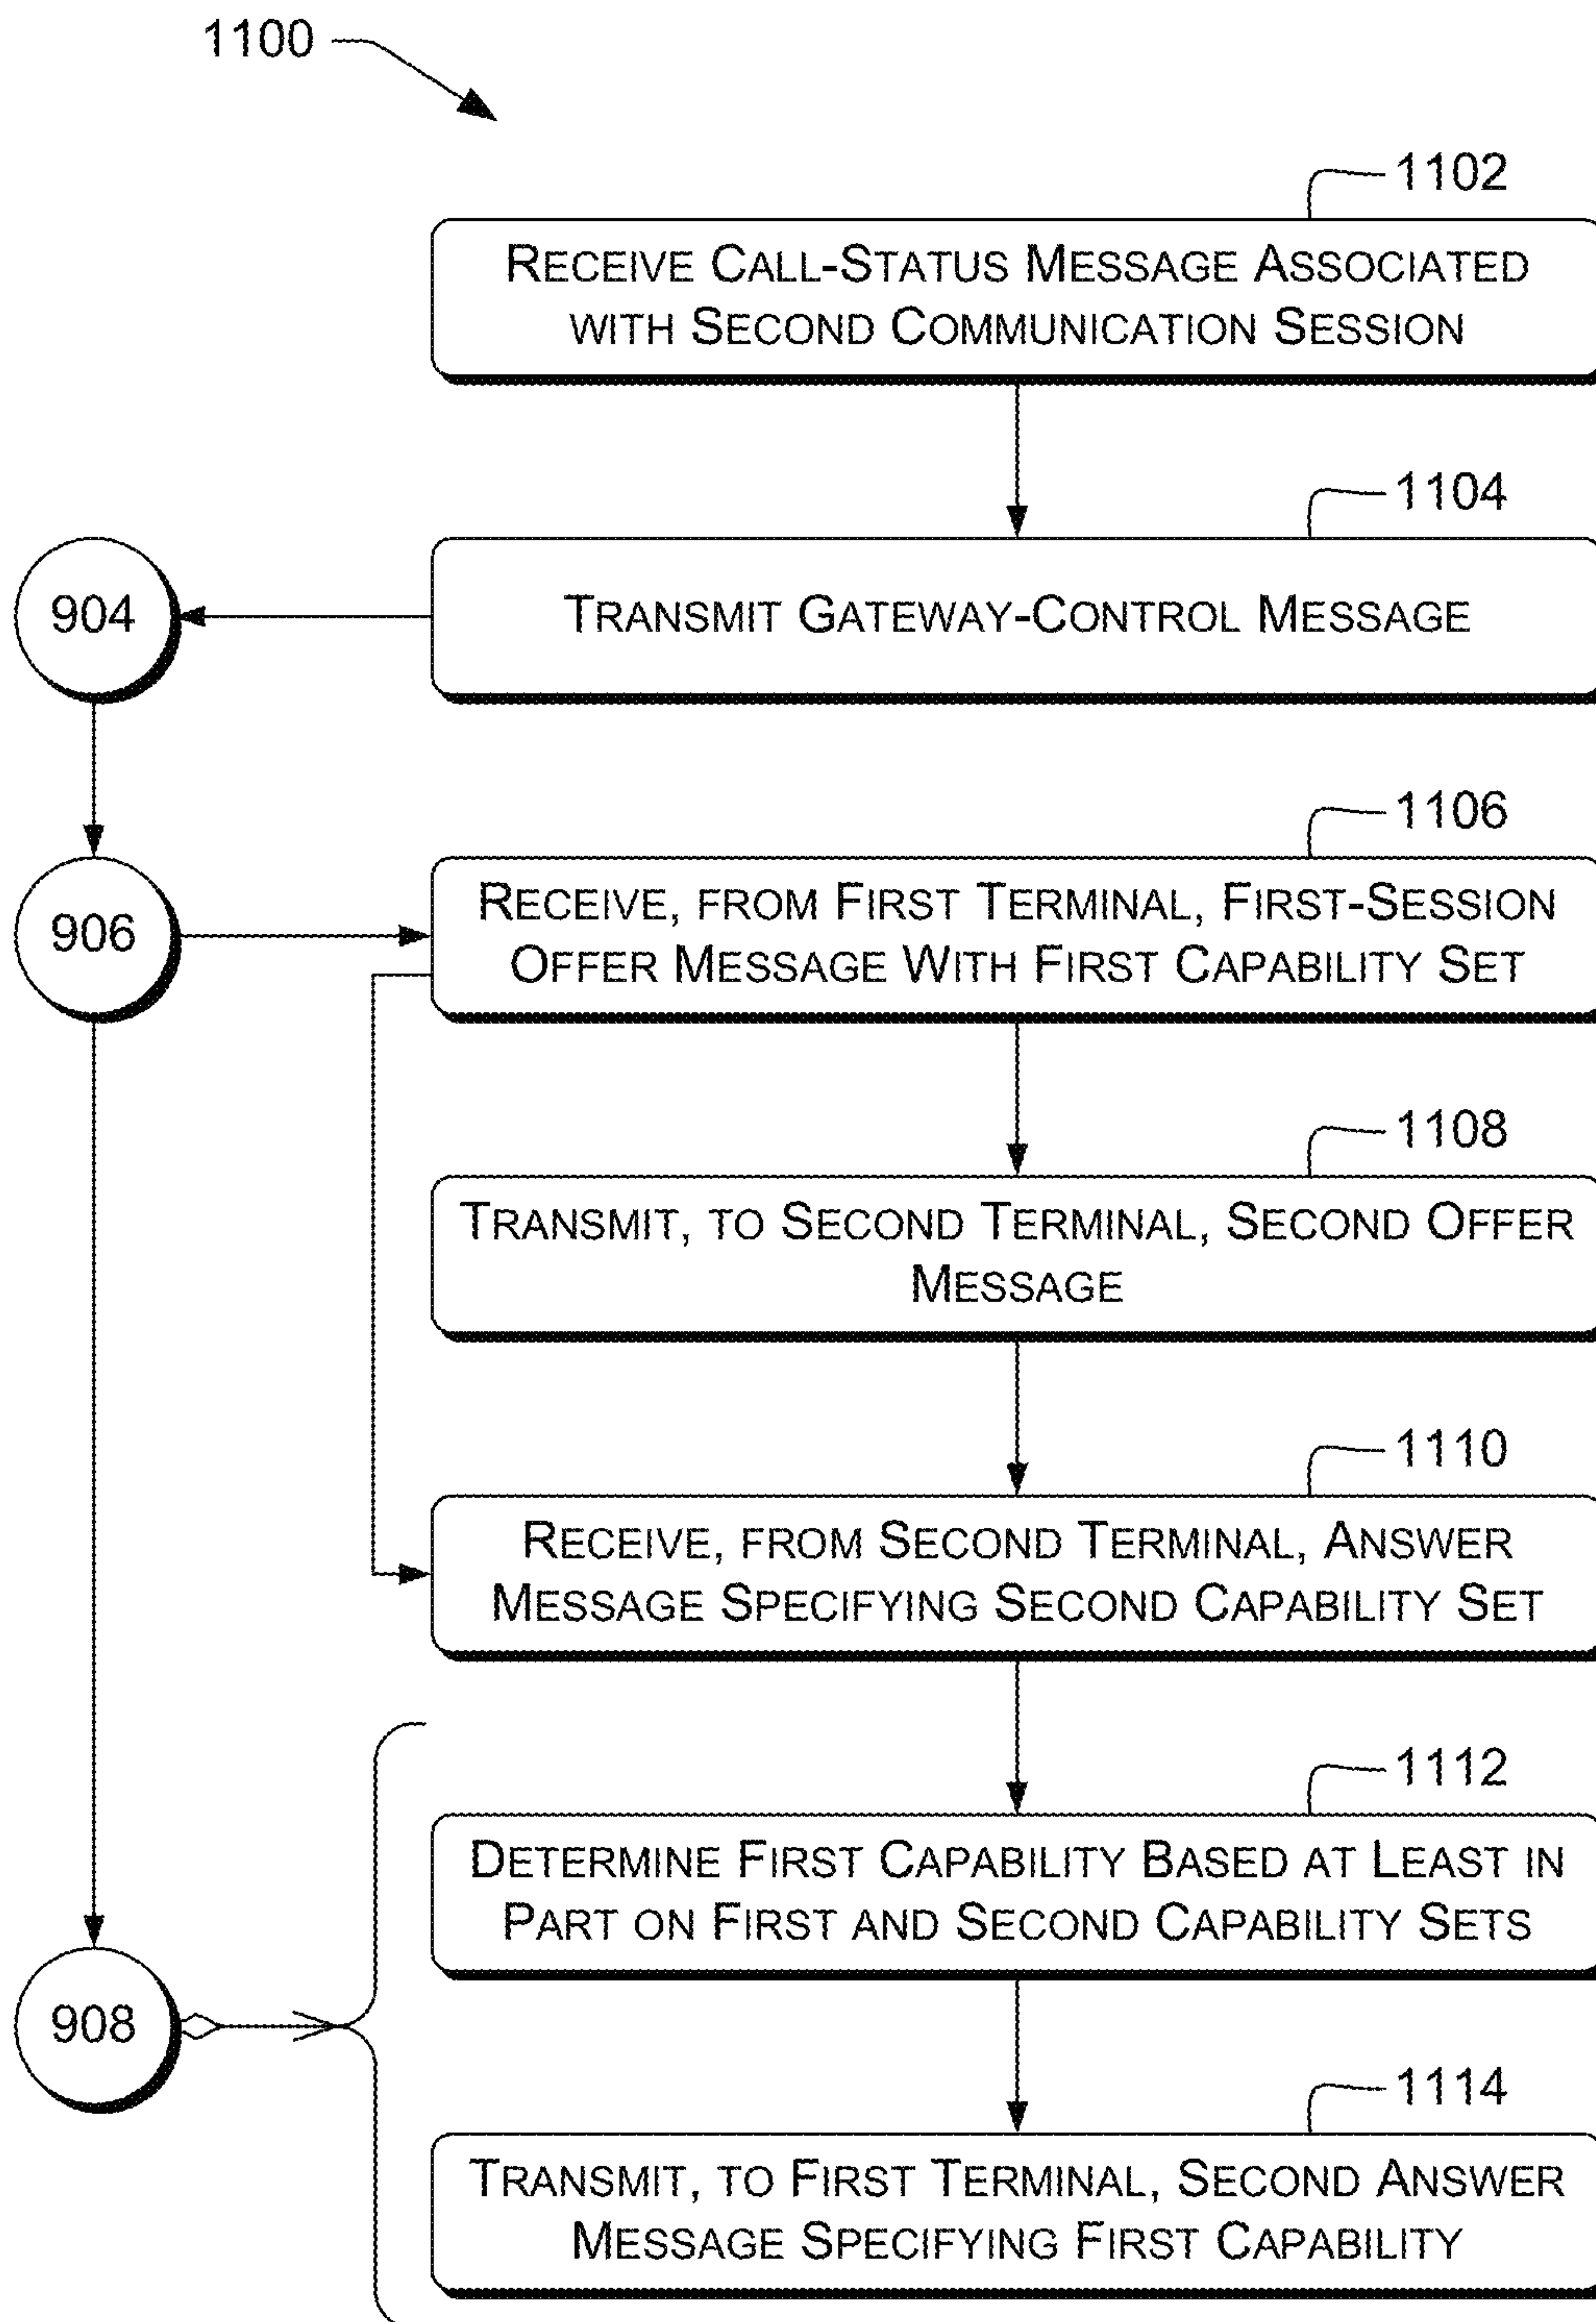 1100
1102
RECEIVE CALL-STATUS MESSAGE ASSOCIATED
WITH SECOND COMMUNICATION SESSION
1104
904
TRANSMIT GATEWAY-CONTROL MESSAGE
1106
906
RECEIVE, FROM FIRST TERMINAL, FIRST-SESSION
OFFER MESSAGE WITH FIRST CAPABILITY SET
1108
TRANSMIT, TO SECOND TERMINAL, SECOND OFFER
MESSAGE
1110
RECEIVE, FROM SECOND TERMINAL, ANSWER
MESSAGE SPECIFYING SECOND CAPABILITY SET
1112
DETERMINE FIRST CAPABILITY BASED AT LEAST IN
PART ON FIRST AND SECOND CAPABILITY SETS
908
1114
TRANSMIT, TO FIRST TERMINAL, SECOND ANSWER
MESSAGE SPECIFYING FIRST CAPABILITY